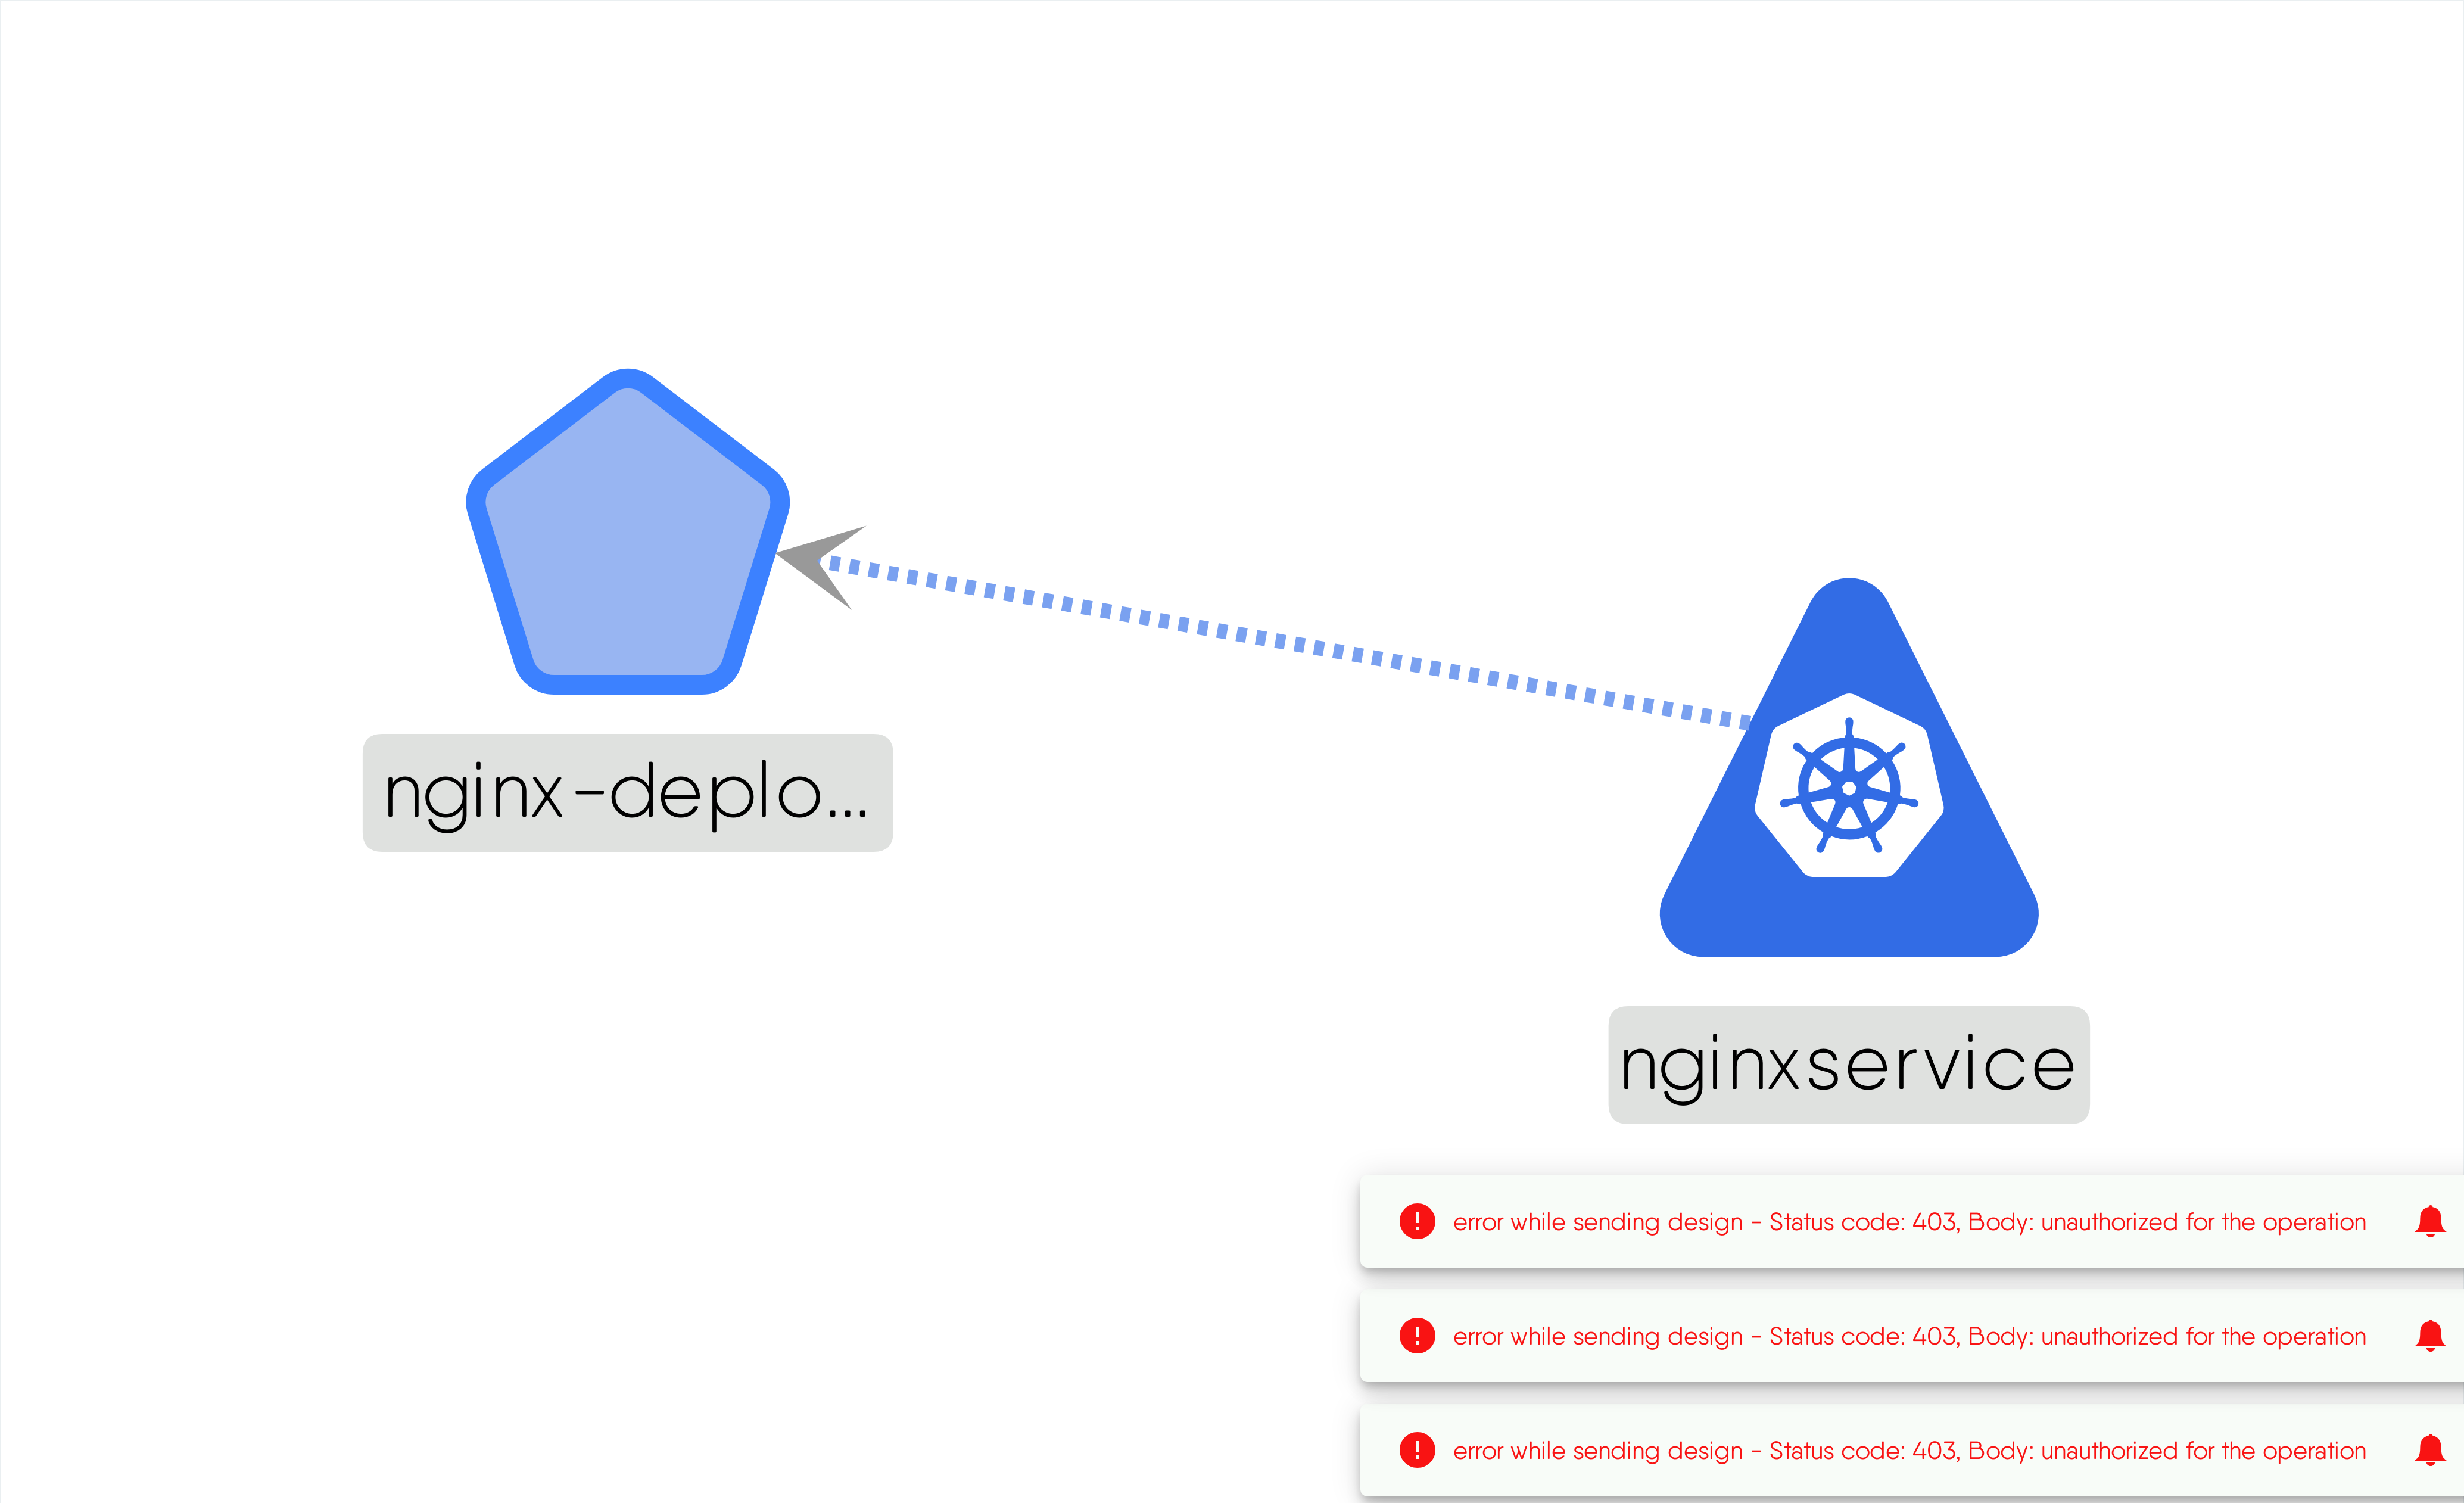 nginx-deplo...
nginxservice
error while sending design - Status code: 403, Body: unauthorized for the operation
error while sending design - Status code: 403, Body: unauthorized for the operation
error while sending design - Status code: 403, Body: unauthorized for the operation